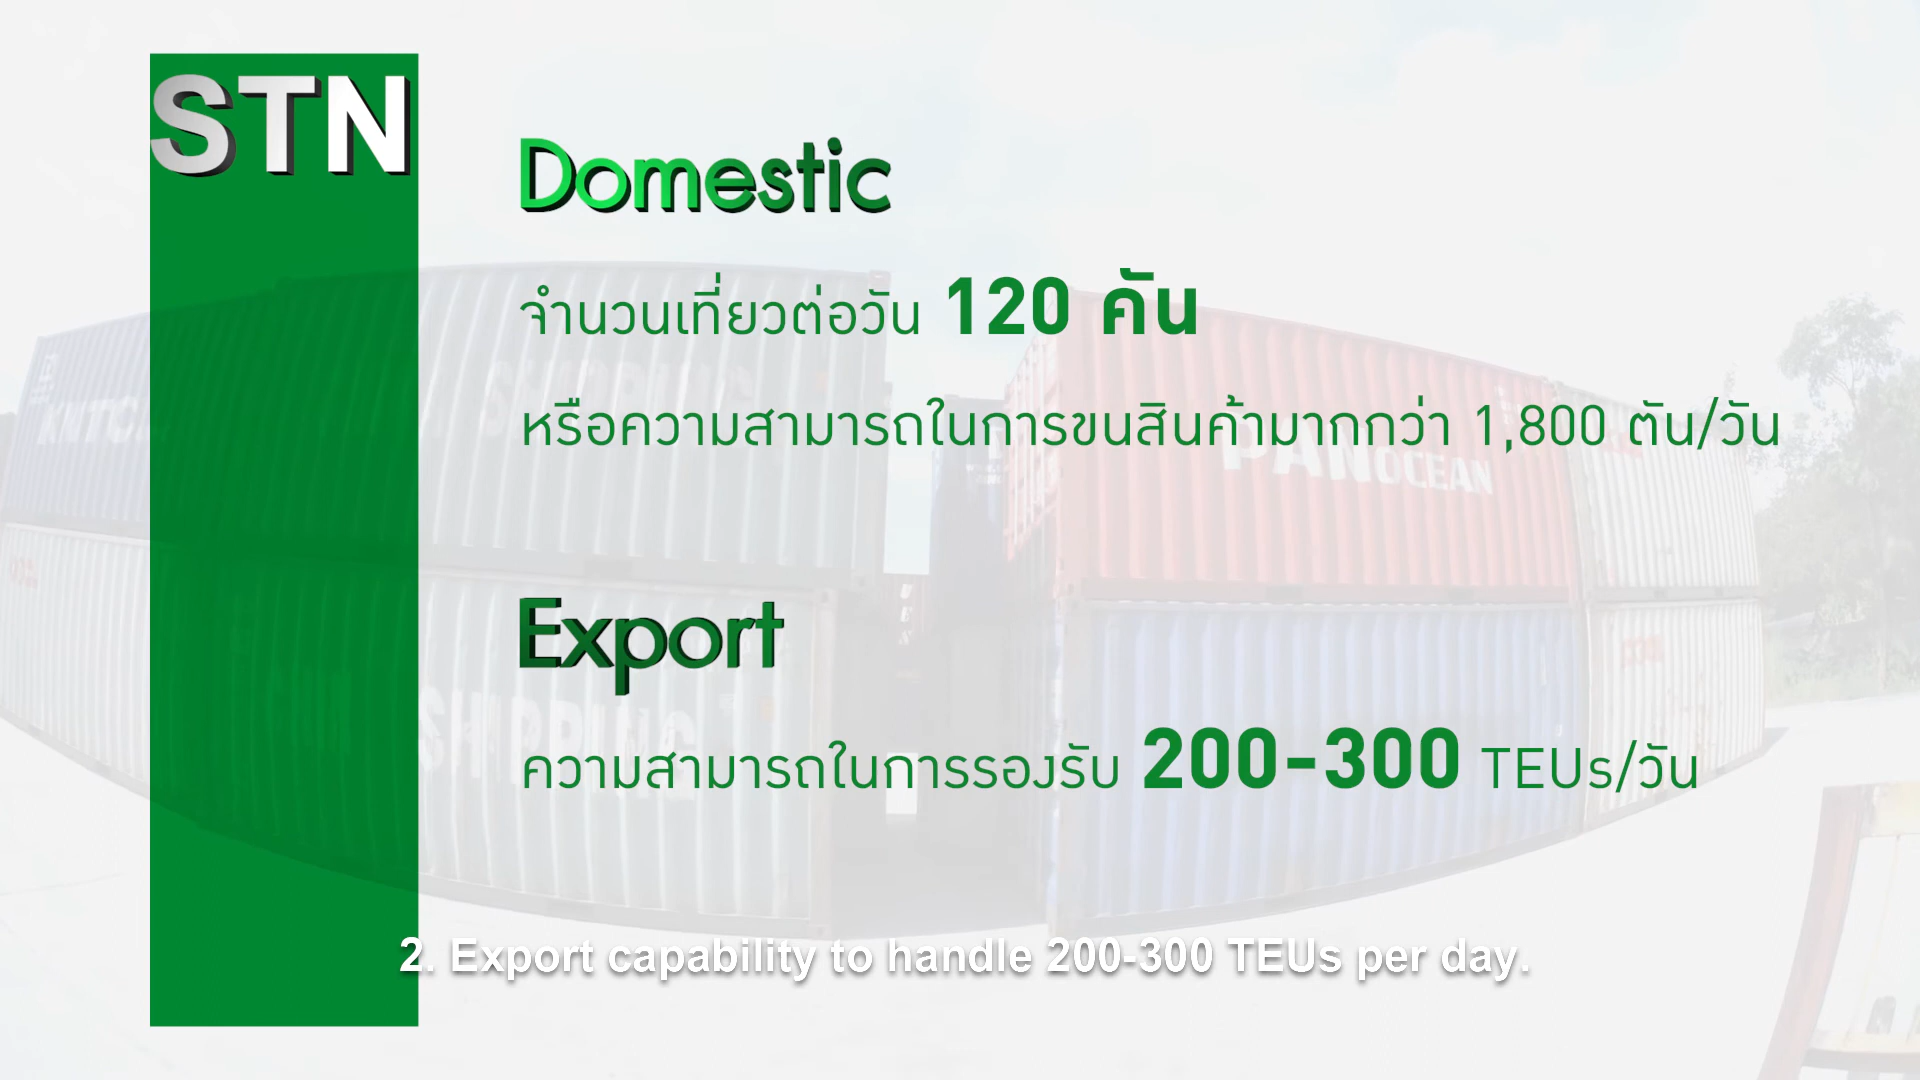 STN
Domestic
จำนวนเที่ยวต่อวัน 120 คัน
หรือความสามารถในการขนสินค้ามากกว่า 1,800 ตัน/วัน
PAN OCEAN
Export
SHIPPING
ความสามารถในการรองรับ 200-300 TEUs/วัน
2. Export capability to handle 200-300 TEUs per day.